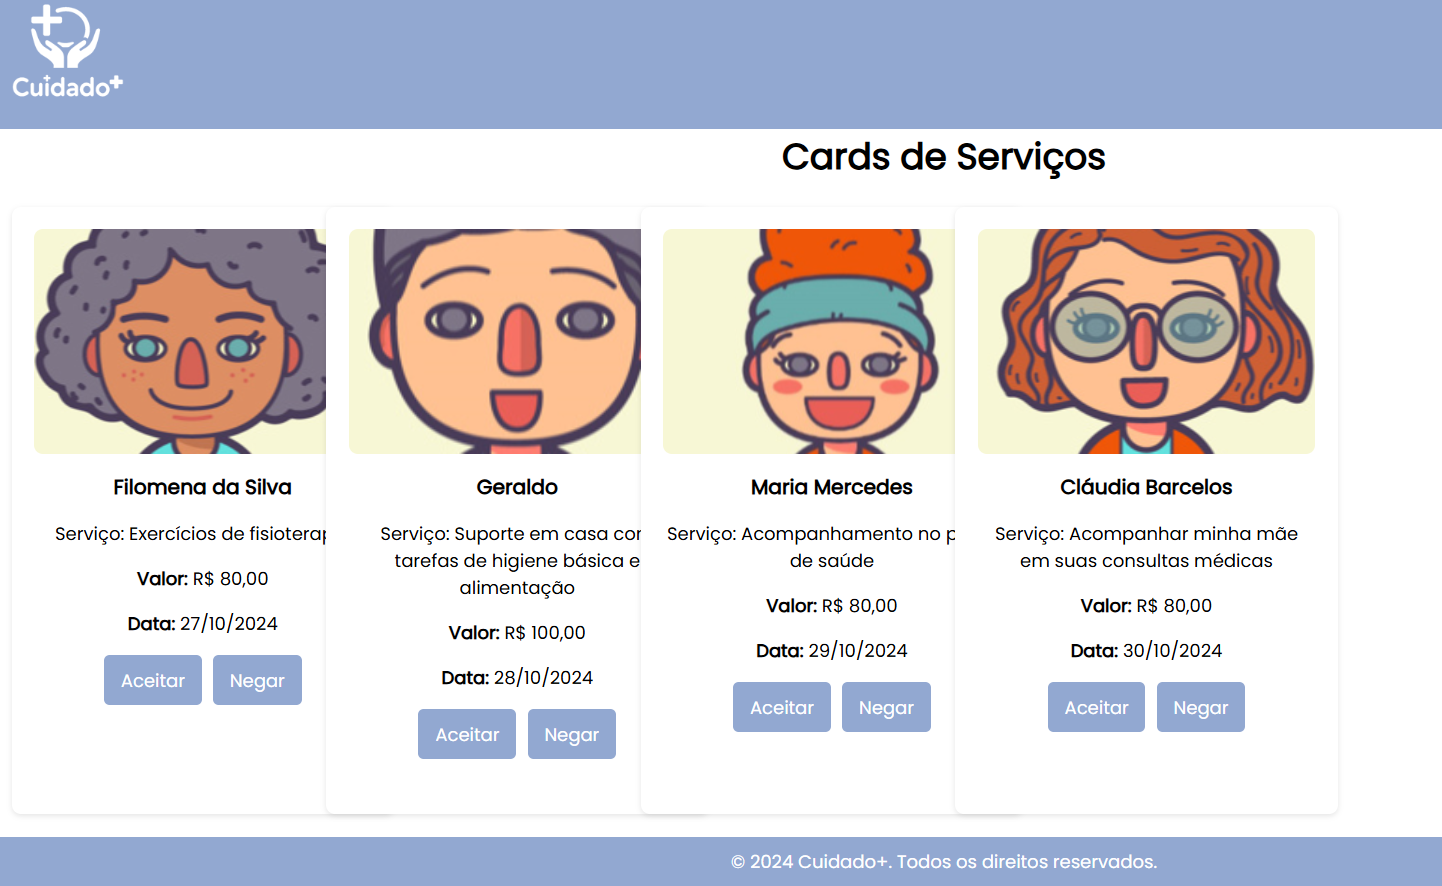 Cuidado+
Cards de Serviços
Filomena da Silva
Serviço: Exercícios de
Valor: R$ 80,00
Data: 27/10/2024
Aceitar Negar
Geraldo
Serviço: Suporte em casa
tarefas de higiene básica e
alimentação
Valor: R$ 100,00
Data: 28/10/2024
Aceitar Negar
Maria Mercedes
Serviço: Acompanhamento no
de saúde
Valor: R$ 80,00
Data: 29/10/2024
Aceitar Negar
Cláudia Barcelos
Serviço: Acompanhar minha mãe
em suas consultas médicas
Valor: R$ 80,00
Data: 30/10/2024
Aceitar Negar
© 2024 Cuidado+. Todos os direitos reservados.